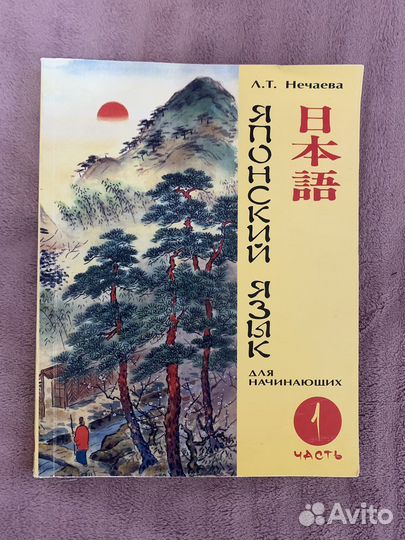 Л.Т. Нечаева
ЯПОНСКИЙ ЯЗЫК
日本語
ДЛЯ
НАЧИНАЮЩИХ
1
ЧАСТЬ
Avito